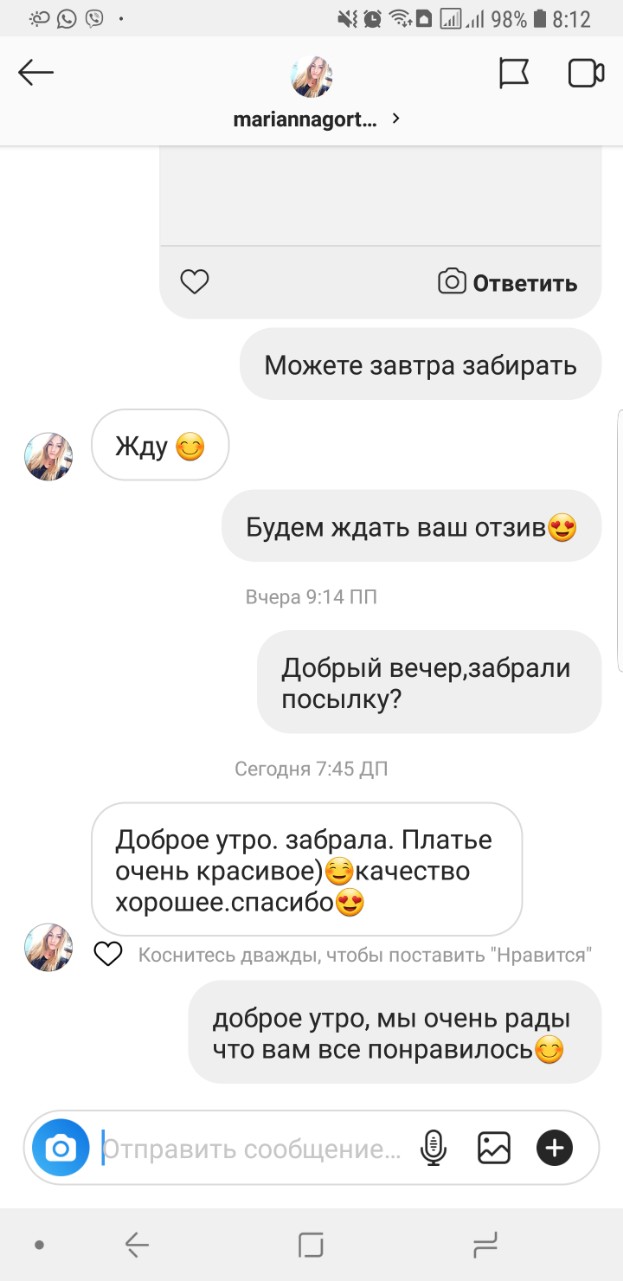 98% 8:12
mariannagort...
Ответить
Можете завтра забирать
Жду 😊
Будем ждать ваш отзив😍
Вчера 9:14 ПП
Добрый вечер,забрали
посылку?
Сегодня 7:45 ДП
Доброе утро. забрала. Платье
очень красивое)☺️качество
хорошее.спасибо😍
Коснитесь дважды, чтобы поставить "Нравится"
доброе утро, мы очень рады
что вам все понравилось😊
Отправить сообщение...